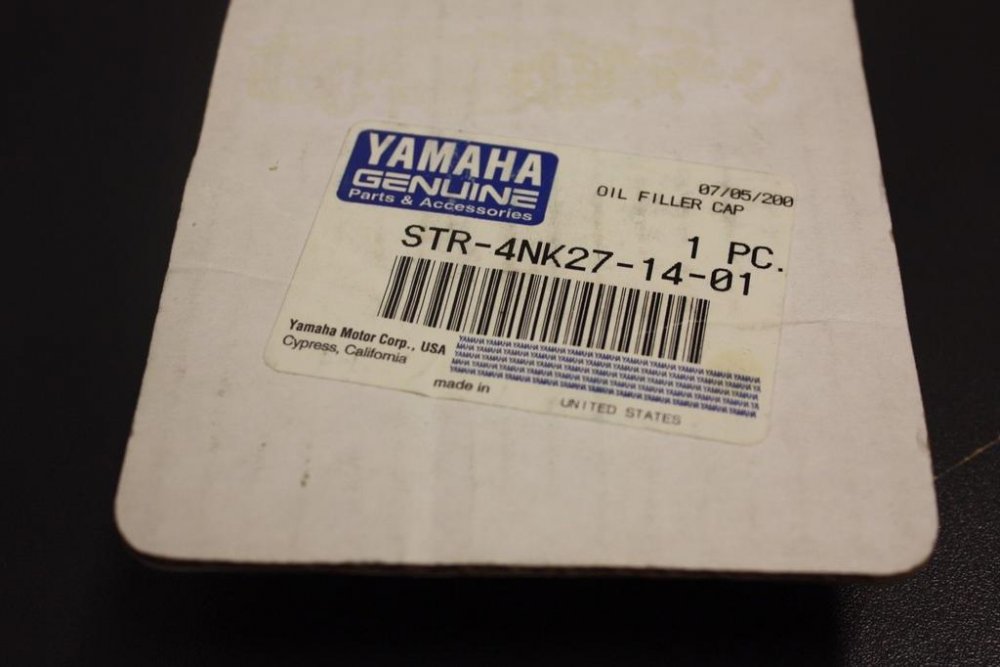 YAMAHA
GENUINE
Parts & Accessories
07/05/200
OIL FILLER CAP
1 PC.
STR-4NK27-14-01
Yamaha Motor Corp., USA
Cypress, California
made in
UNITED STATES